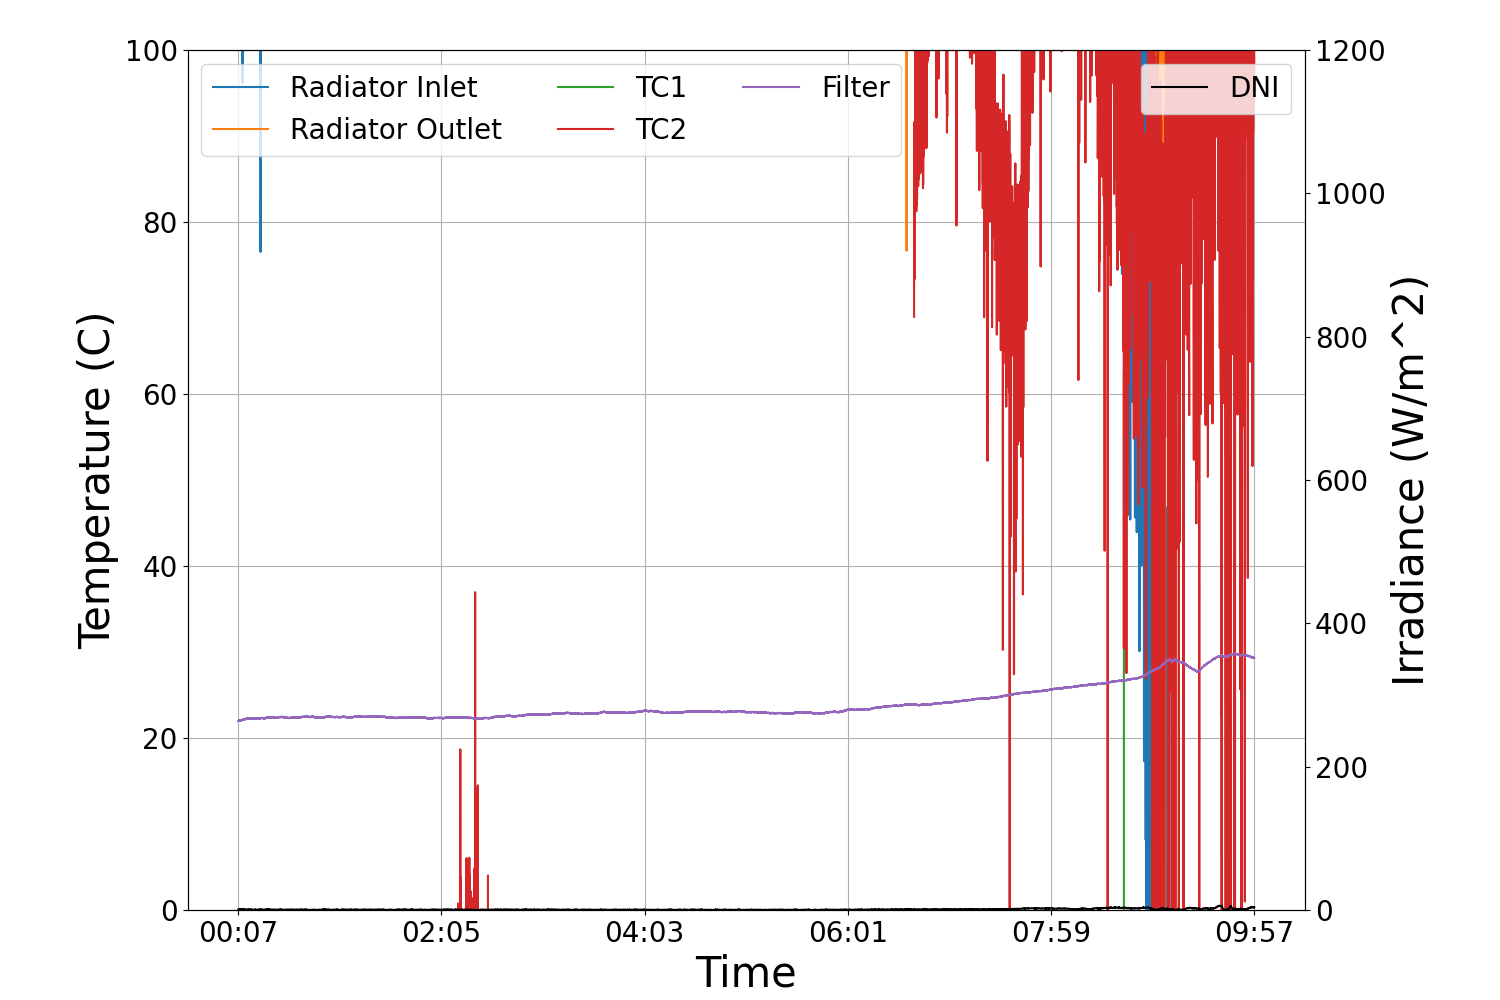 100
80
60
40
20
0
Temperature (C)
Radiator Inlet
Radiator Outlet
TC1
TC2
Filter
DNI
1200
1000
800
600
400
200
0
Irradiance (W/m^2)
00:07 02:05 04:03 06:01 07:59 09:57
Time